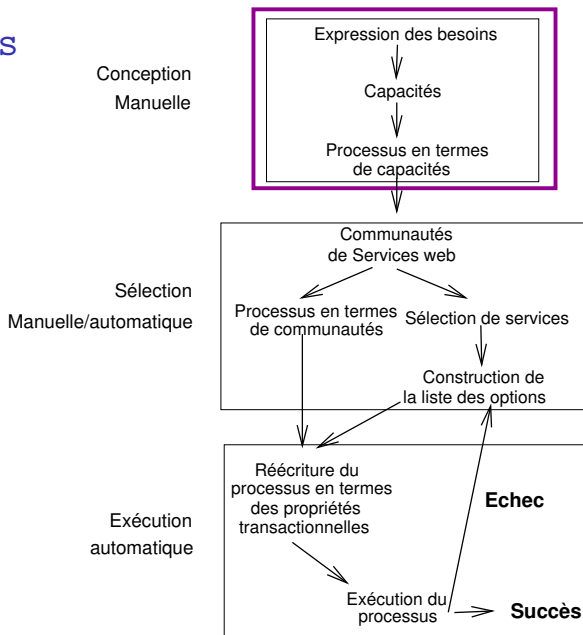 s
Expression des besoins
Conception
Manuelle
Capacités
Processus en termes
de capacités
Communautés
de Services web
Sélection
Manuelle/automatique
Processus en termes
de communautés
Sélection de services
Construction de
la liste des options
Réécriture du
processus en termes
des propriétés
transactionnelles
Echec
Exécution
automatique
Exécution du
processus
Succès